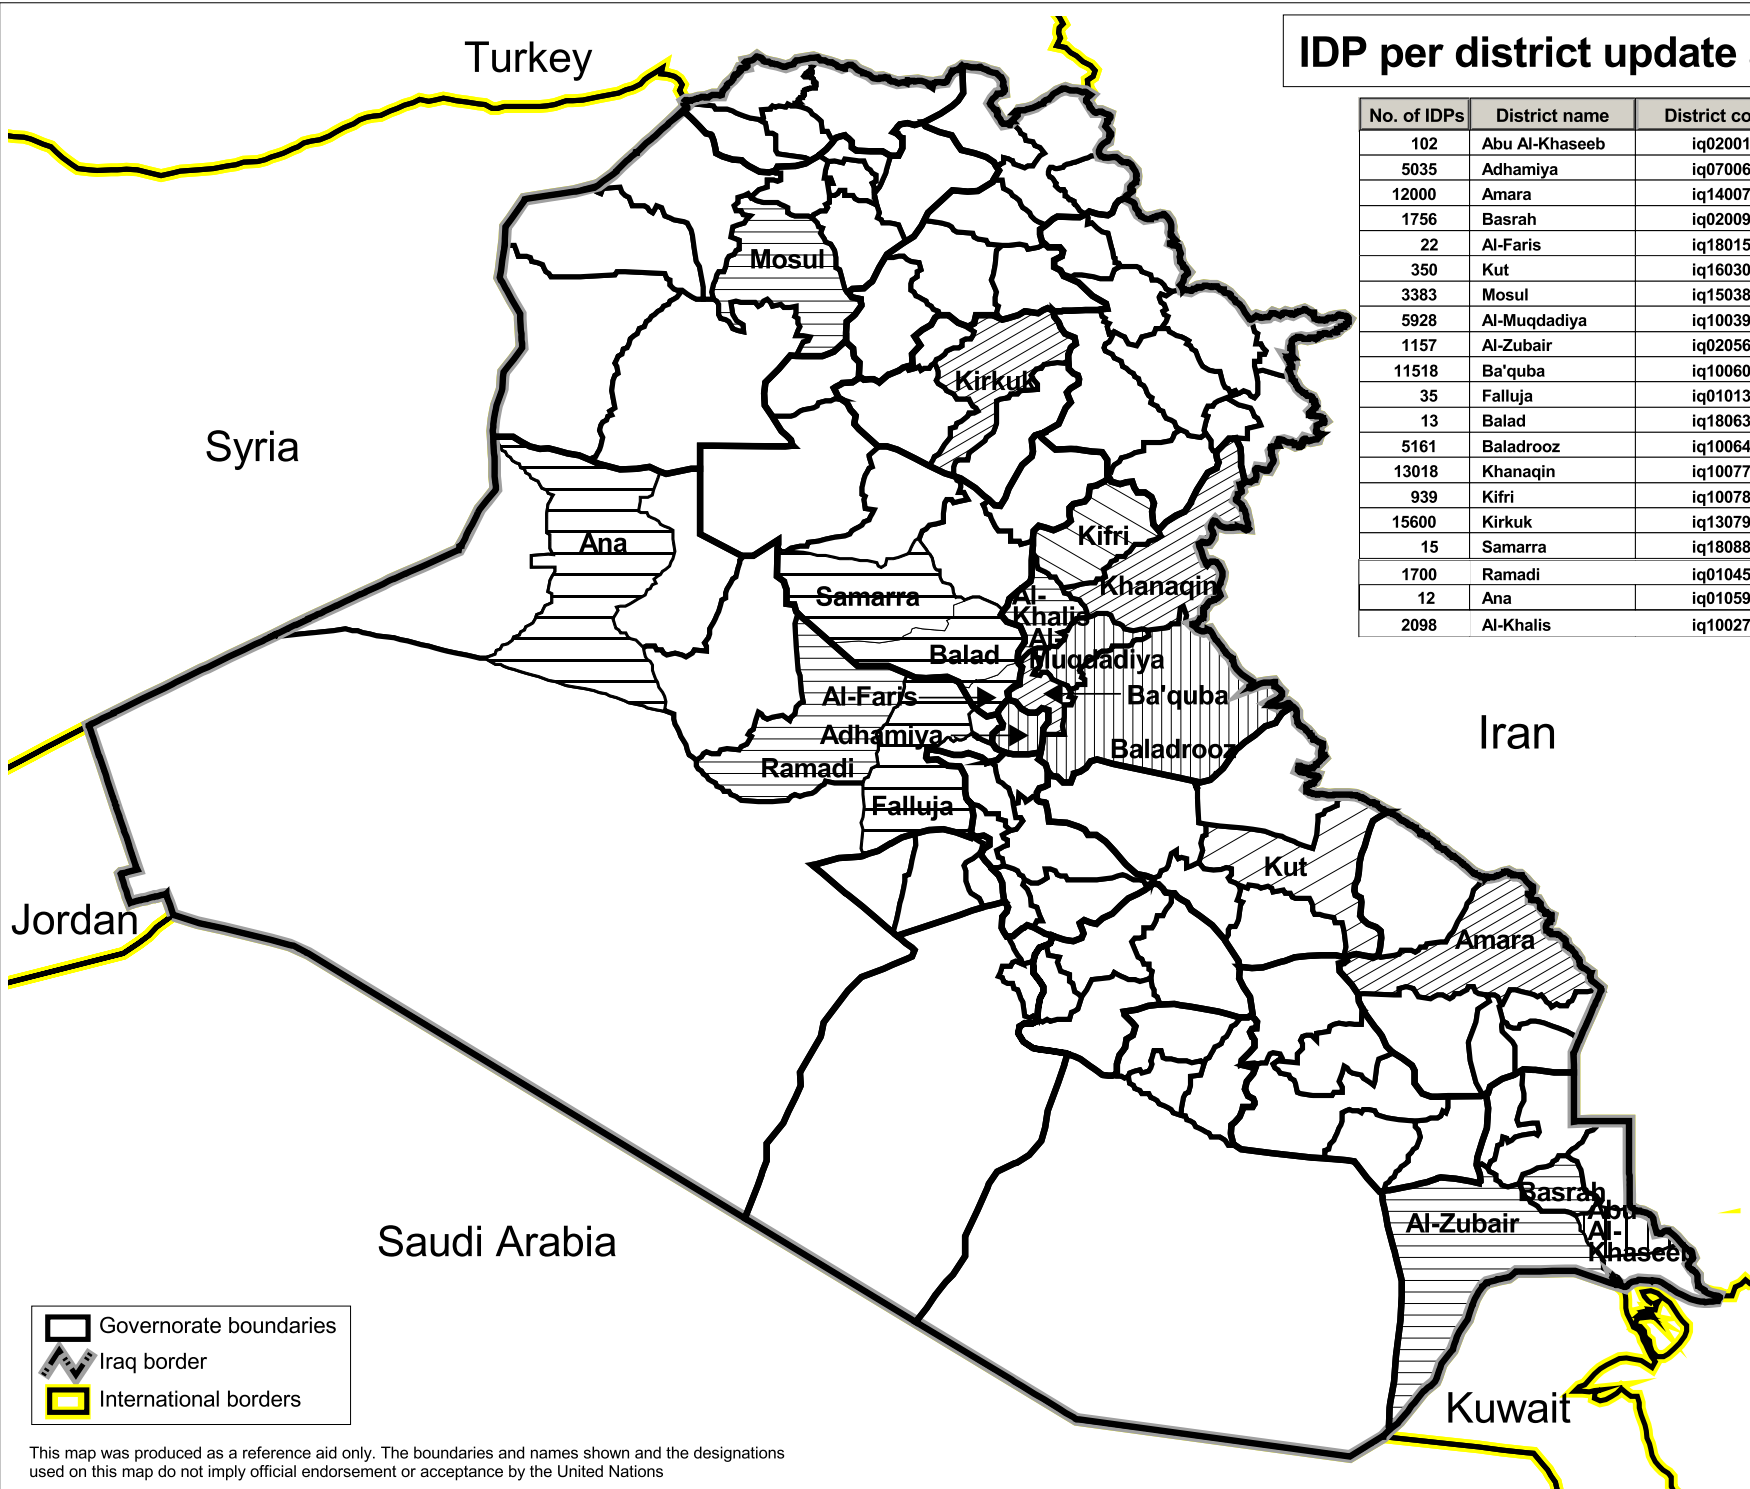 IDP per district update
No. of IDPs District name District co
102 Abu Al-Khaseeb iq02001
5035 Adhamiya iq07006
12000 Amara iq14007
1756 Basrah iq02009
22 Al-Faris iq18015
350 Kut iq16030
3383 Mosul iq15038
5928 Al-Muqdadiya iq10039
1157 Al-Zubair iq02056
11518 Ba'quba iq10060
35 Falluja iq01013
13 Balad iq18063
5161 Baladrooz iq10064
13018 Khanaqin iq10077
939 Kifri iq10078
15600 Kirkuk iq13079
15 Samarra iq18088
1700 Ramadi iq01045
12 Ana iq01059
2098 Al-Khalis iq10027
Turkey
Mosul
Kirkuk
Syria
Kifri
Ana
Khanaqin
Samarra
Al-
Khalis
Al-
Muqdadiya
Balad
Al-Faris
Ba'quba
Iran
Adhamiya
Baladrooz
Ramadi
Falluja
Kut
Jordan
Amara
Basrah
Abu
Al-
Khaseeb
Al-Zubair
Saudi Arabia
Kuwait
Governorate boundaries
Iraq border
International borders
This map was produced as a reference aid only. The boundaries and names shown and the designations
used on this map do not imply official endorsement or acceptance by the United Nations